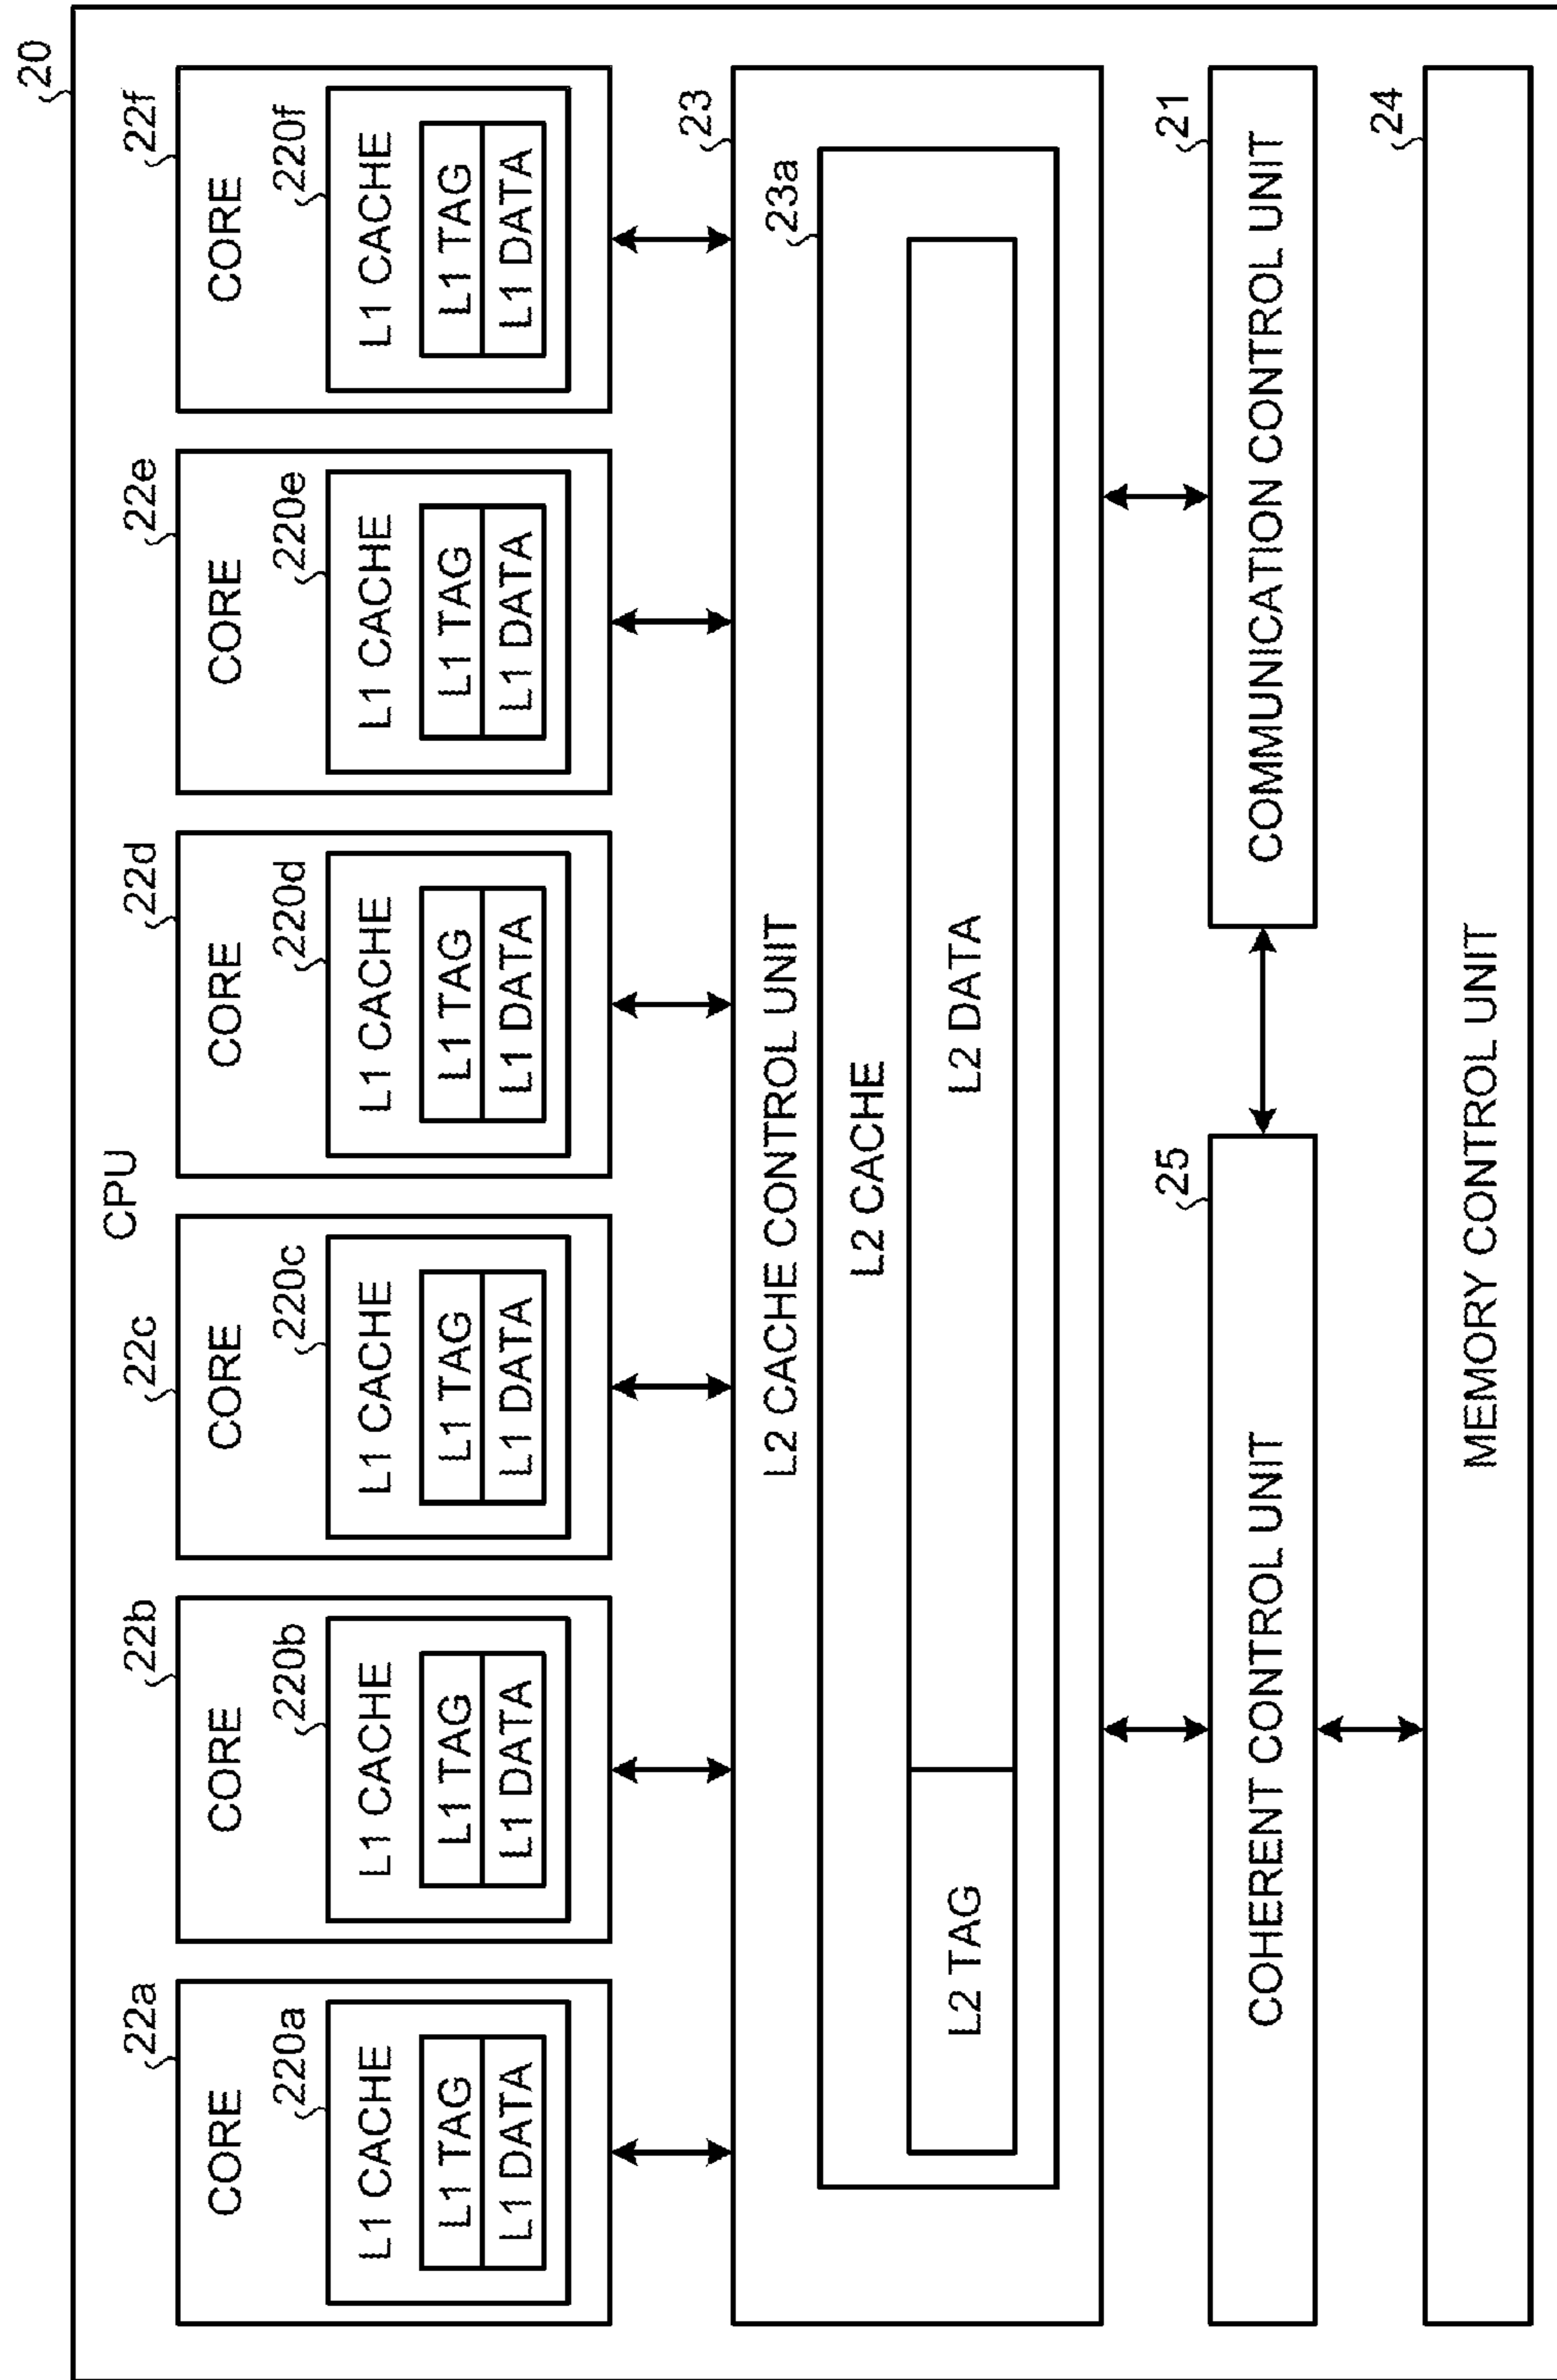 20
CPU
22a
22b
22c
22d
22e
22f
CORE
CORE
CORE
CORE
CORE
CORE
220a
220b
220c
220d
220e
220f
L1 CACHE
L1 CACHE
L1 CACHE
L1 CACHE
L1 CACHE
L1 CACHE
L1 TAG
L1 TAG
L1 TAG
L1 TAG
L1 TAG
L1 TAG
L1 DATA
L1 DATA
L1 DATA
L1 DATA
L1 DATA
L1 DATA
23
L2 CACHE CONTROL UNIT
23a
L2 CACHE
L2 TAG
L2 DATA
25
21
COHERENT CONTROL UNIT
COMMUNICATION CONTROL UNIT
24
MEMORY CONTROL UNIT